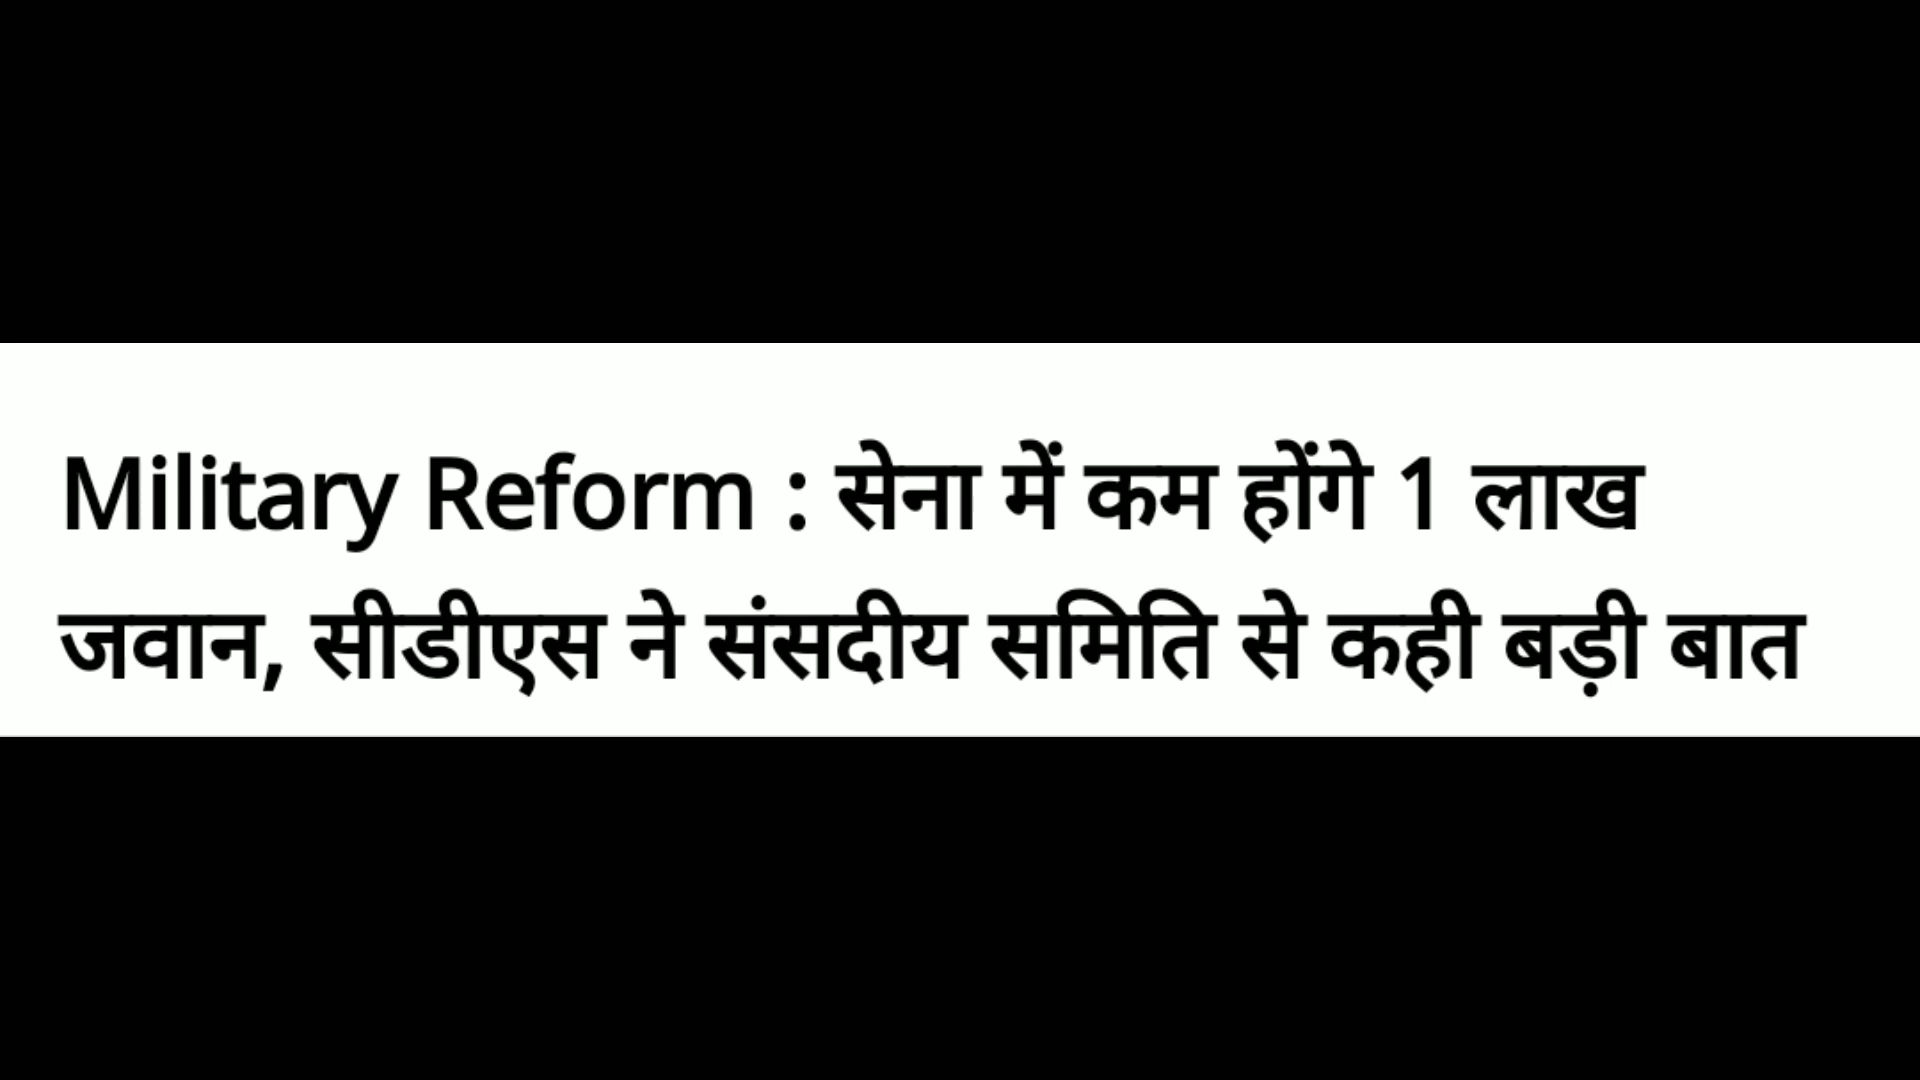 Military Reform : सेना में कम होंगे 1 लाख
जवान, सीडीएस ने संसदीय समिति से कही बड़ी बात